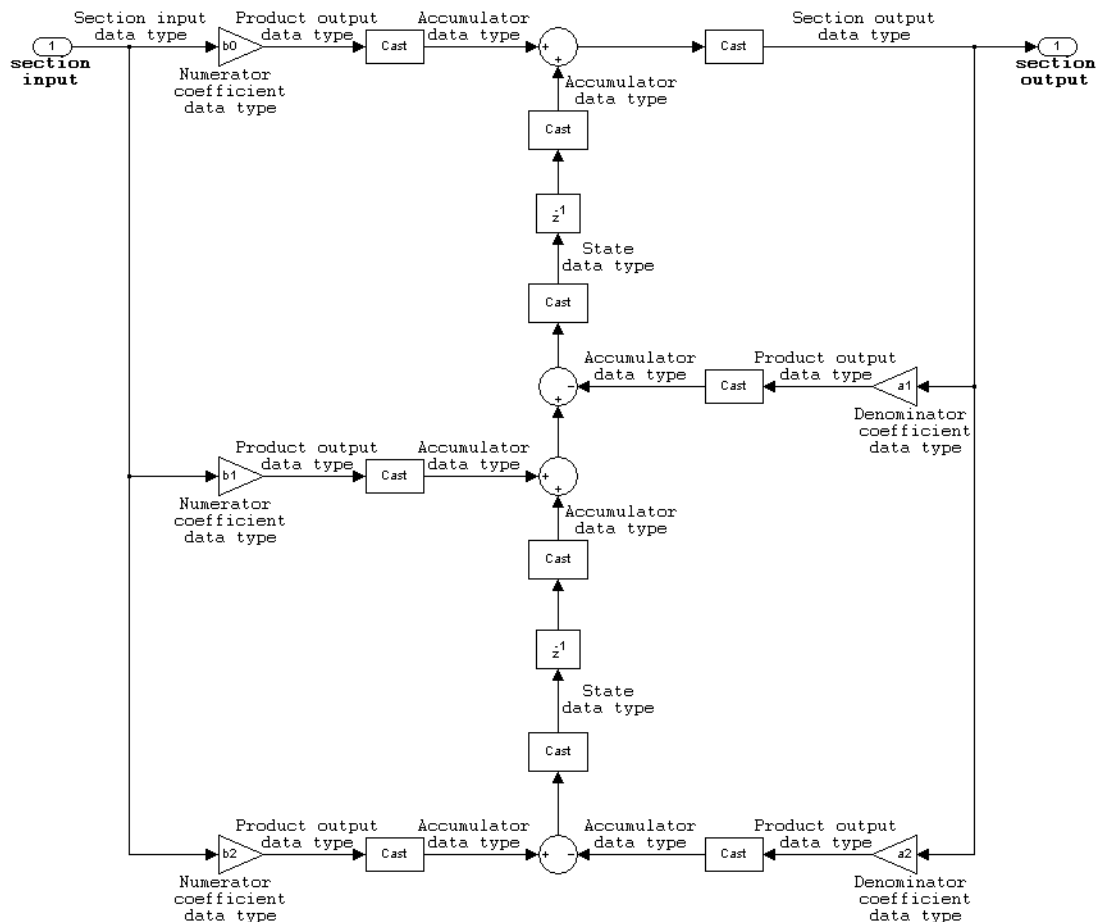 Section input
data type
Product output
data type
Accumulator
data type
Section output
data type
1
section
input
b0
Cast
+
+
Cast
1
section
output
Numerator
coefficient
data type
Accumulator
data type
Cast
z-1
State
data type
Cast
Accumulator
data type
Product output
data type
-
+
Cast
a1
Denominator
coefficient
data type
Product output
data type
Accumulator
data type
b1
Cast
+
+
Numerator
coefficient
data type
Accumulator
data type
Cast
z-1
State
data type
Cast
Product output
data type
Accumulator
data type
Accumulator
data type
Product output
data type
b2
Cast
+
-
Cast
a2
Numerator
coefficient
data type
Denominator
coefficient
data type